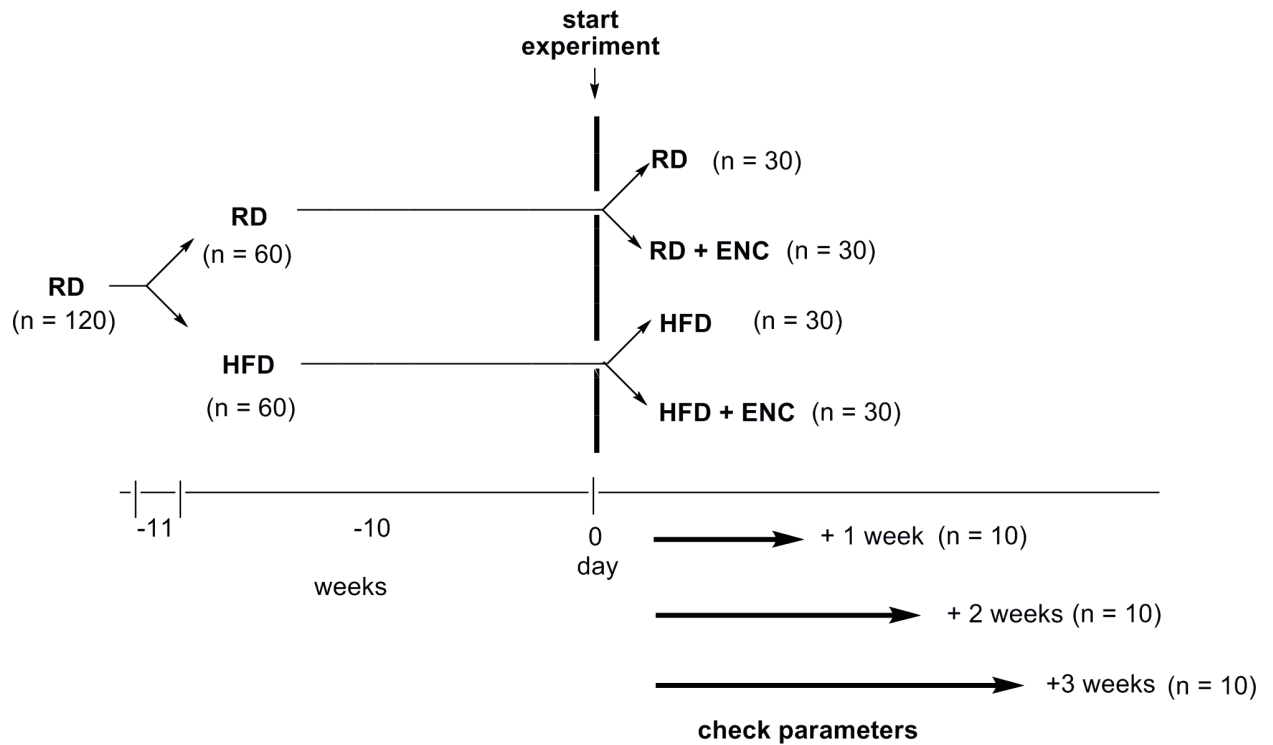 start
experiment
RD (n = 30)
RD
(n = 60)
RD + ENC (n = 30)
RD
(n = 120)
HFD (n = 30)
HFD
(n = 60)
HFD + ENC (n = 30)
-11 -10 0
day
weeks
+ 1 week (n = 10)
+ 2 weeks (n = 10)
+3 weeks (n = 10)
check parameters